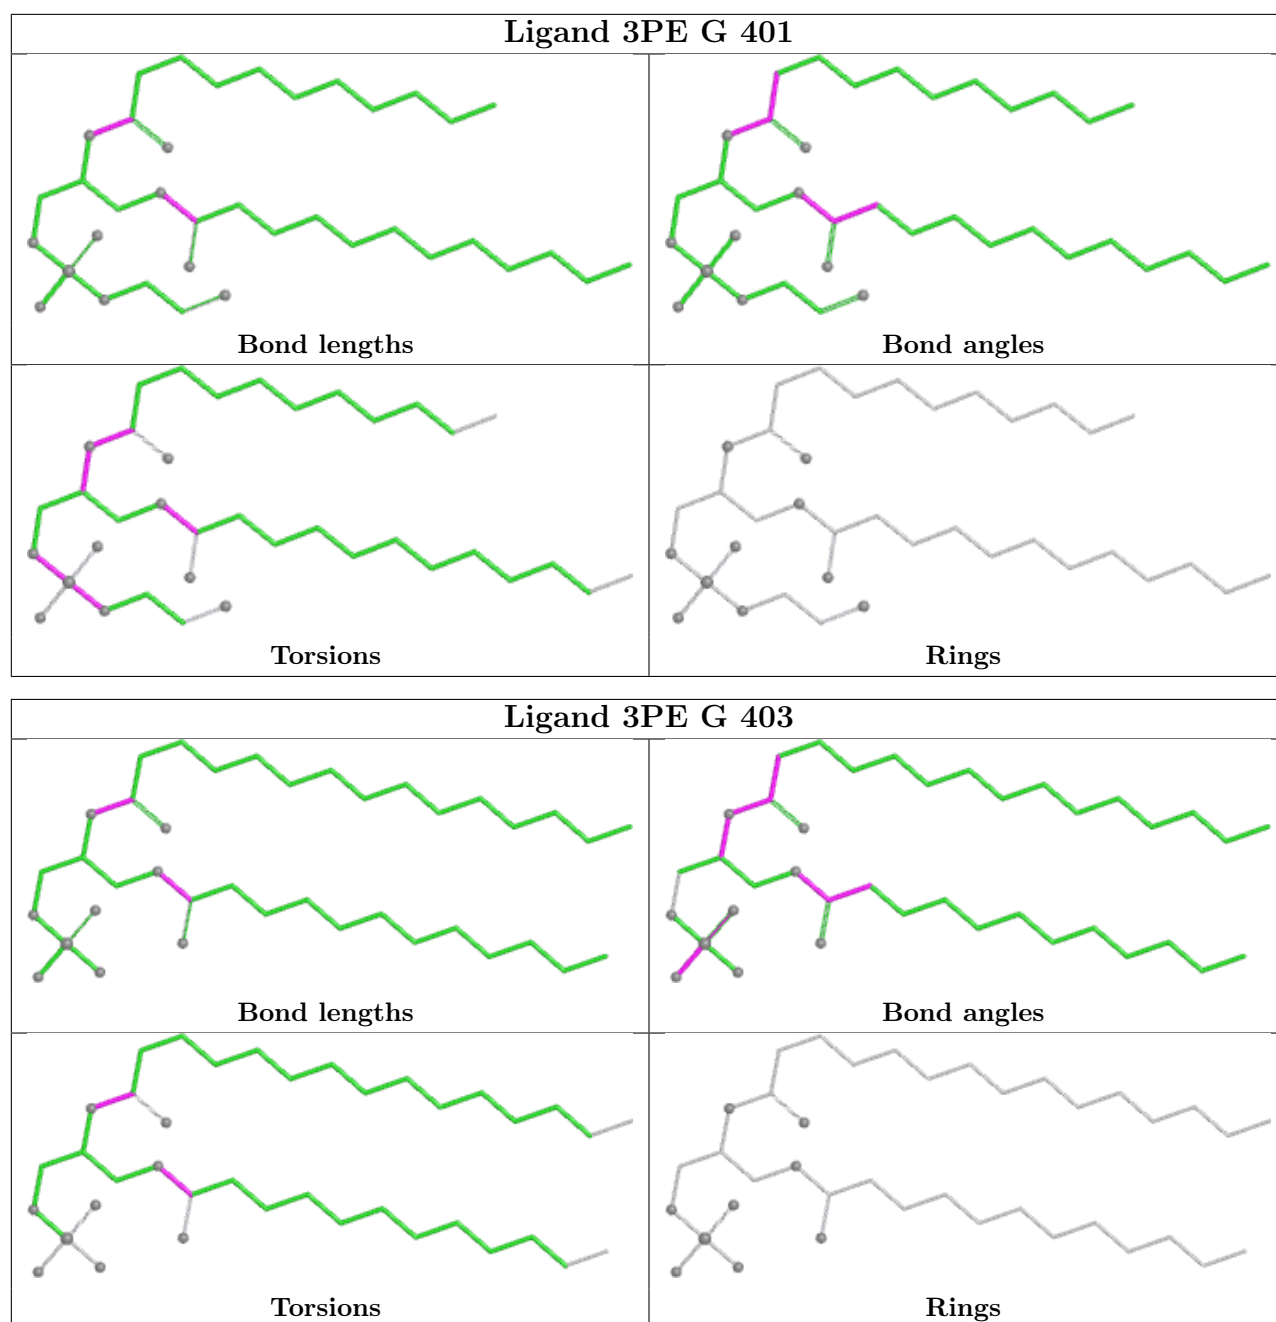 Ligand 3PE G 401
Bond lengths
Bond angles
Torsions
Rings
Ligand 3PE G 403
Bond lengths
Bond angles
Torsions
Rings